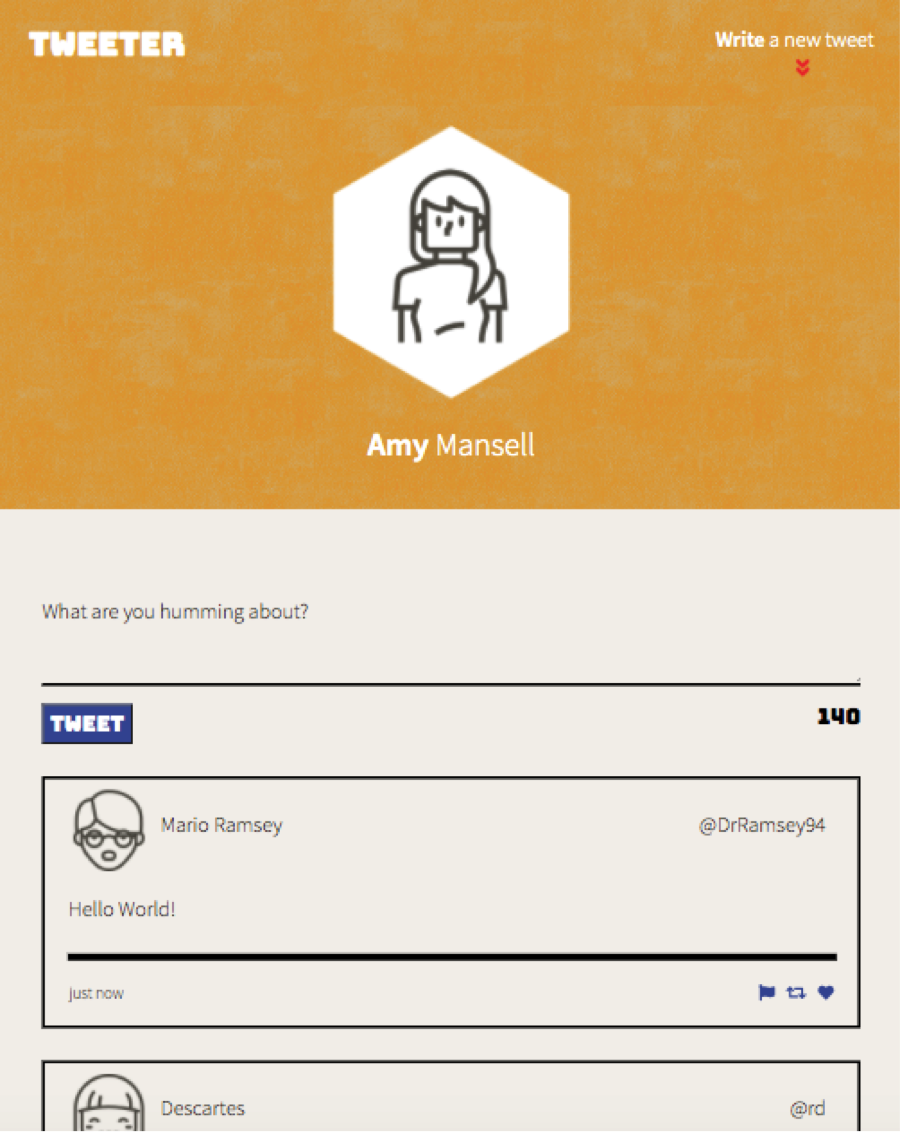 TWEETER
Write a new tweet
Amy Mansell
What are you humming about?
TWEET
140
Mario Ramsey
@DrRamsey94
Hello World!
just now
Descartes
@rd